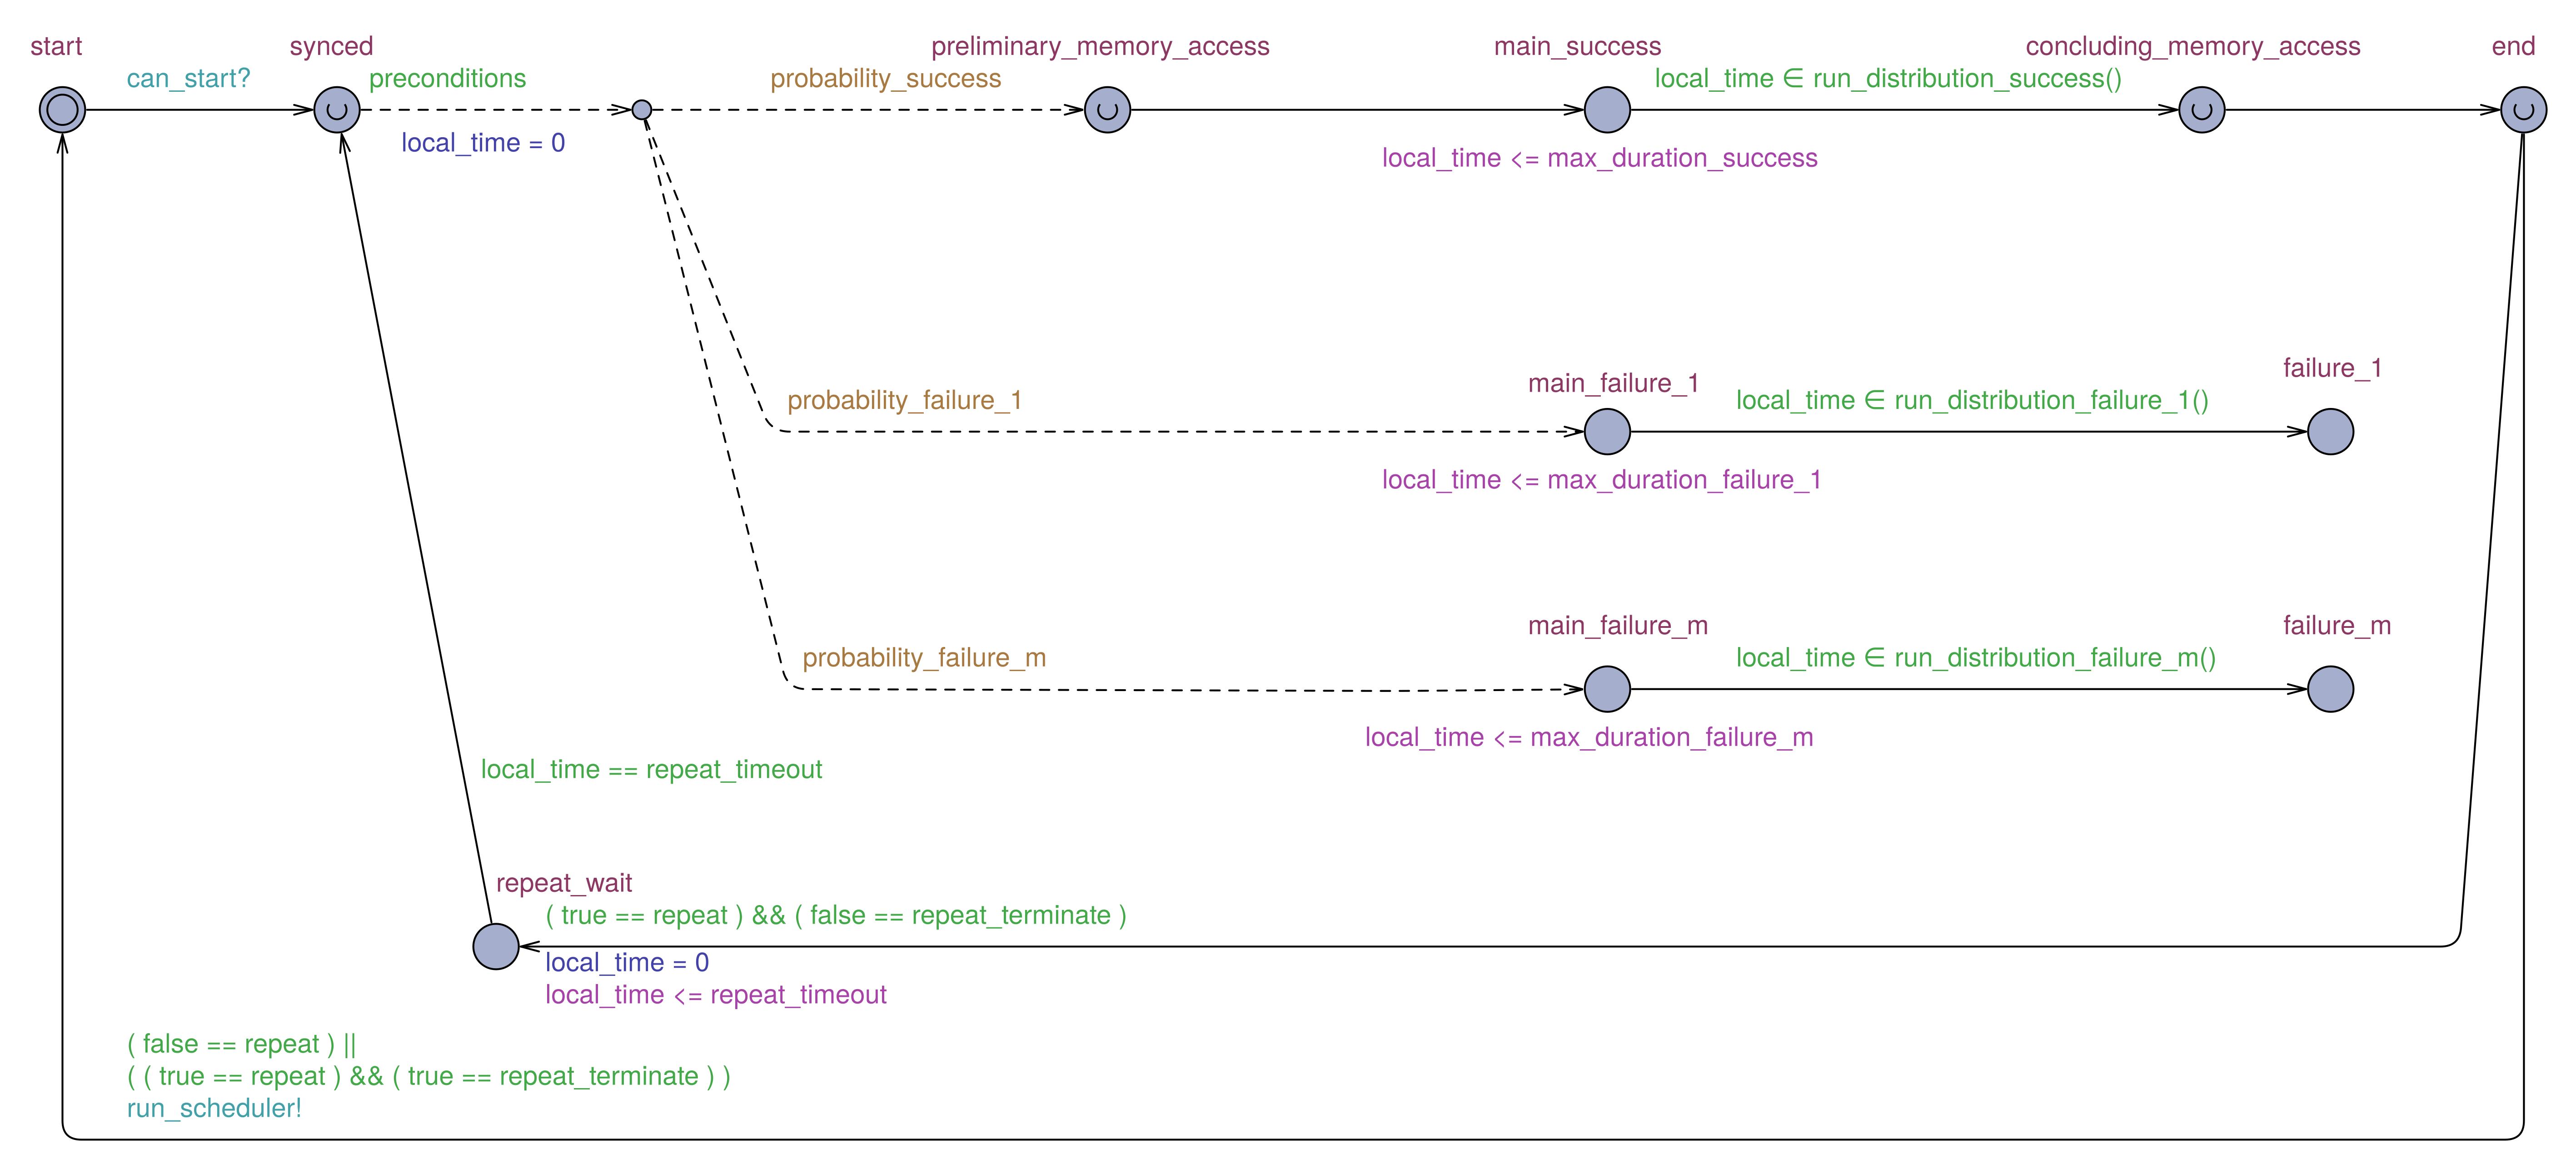 start
synced
preliminary_memory_access
main_success
concluding_memory_access
end
can_start?
preconditions
probability_success
local_time ∈ run_distribution_success()
local_time = 0
local_time <= max_duration_success
failure_1
main_failure_1
probability_failure_1
local_time ∈ run_distribution_failure_1()
local_time <= max_duration_failure_1
main_failure_m
failure_m
probability_failure_m
local_time ∈ run_distribution_failure_m()
local_time <= max_duration_failure_m
local_time == repeat_timeout
repeat_wait
( true == repeat ) && ( false == repeat_terminate )
local_time = 0
local_time <= repeat_timeout
( false == repeat ) ||
( ( true == repeat ) && ( true == repeat_terminate ) )
run_scheduler!